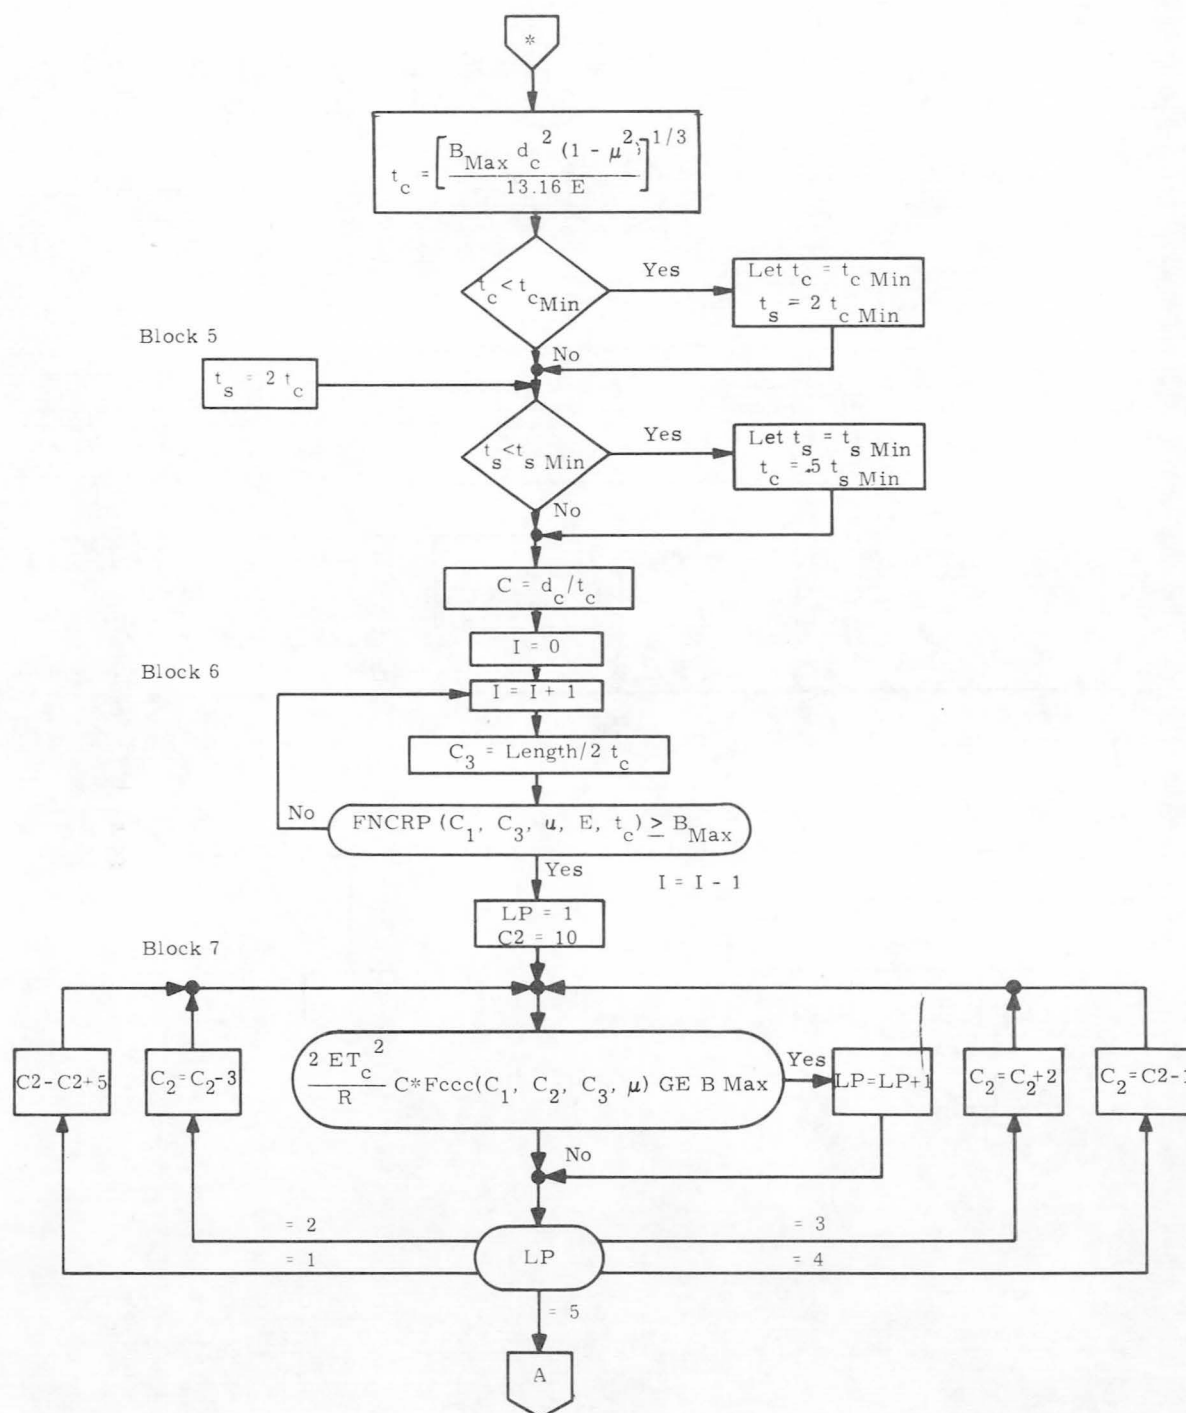 *
t_c = [B_Max d_c^2 (1 - μ^2) / 13.16 E]^1/3
t_c < t_c Min
Yes
Let t_c = t_c Min
t_s = 2 t_c Min
No
Block 5
t_s = 2 t_c
t_s < t_s Min
Yes
Let t_s = t_s Min
t_c = .5 t_s Min
No
C = d_c/t_c
I = 0
Block 6
I = I + 1
C_3 = Length/2 t_c
No
FNCRP (C_1, C_3, u, E, t_c) ≥ B_Max
Yes
I = I - 1
LP = 1
C2 = 10
Block 7
C2-C2+5
C_2=C_2-3
2 ET_c^2 / R C*Fccc(C_1, C_2, C_3, μ) GE B Max
Yes
LP=LP+1
C_2=C_2+2
C_2=C2-1
No
= 2
= 3
= 1
LP
= 4
= 5
A